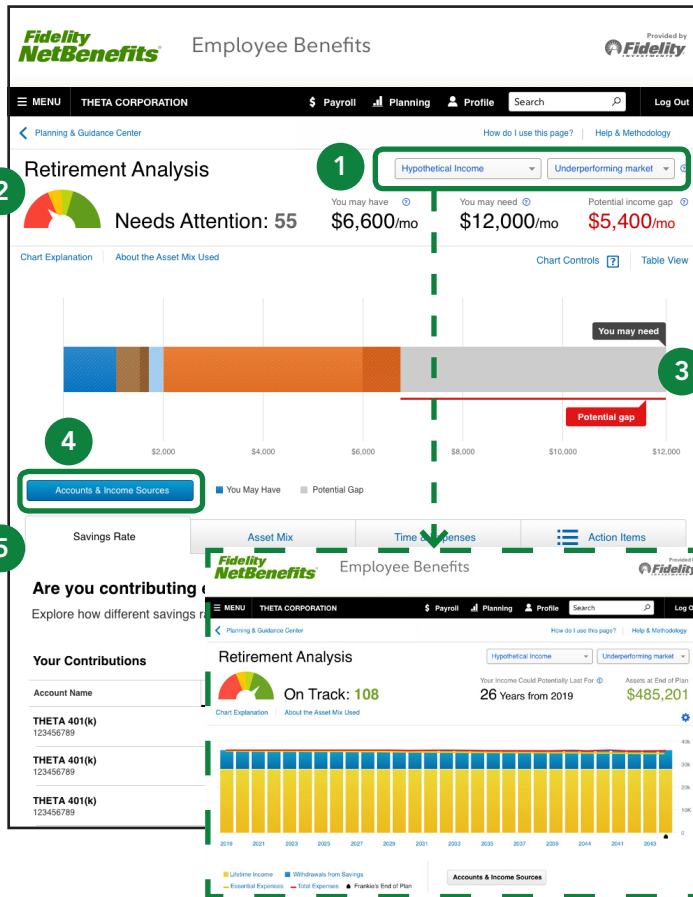 Fidelity
NetBenefits®
Employee Benefits
Provided by
Fidelity
INVESTMENTS
MENU THETA CORPORATION $ Payroll Planning Profile Search Log Out
Planning & Guidance Center How do I use this page? Help & Methodology
Retirement Analysis
1
Hypothetical Income Underperforming market ?
2
Needs Attention: 55
You may have ? You may need ? Potential income gap ?
$6,600/mo $12,000/mo $5,400/mo
Chart Explanation About the Asset Mix Used Chart Controls ? Table View
You may need
3
Potential gap
4
$2,000 $4,000 $6,000 $8,000 $10,000 $12,000
Accounts & Income Sources You May Have Potential Gap
5
Savings Rate Asset Mix Time & Expenses Action Items
Are you contributing
Explore how different savings
Your Contributions
Account Name
THETA 401(k)
123456789
THETA 401(k)
123456789
THETA 401(k)
123456789
Fidelity
NetBenefits®
Employee Benefits
Provided
Fidelity
MENU THETA CORPORATION $ Payroll Planning Profile Search Log O
Planning & Guidance Center How do I use this page? Help & Methodology
Retirement Analysis
Hypothetical Income Underperforming market
On Track: 108
Your Income Could Potentially Last For ? Assets at End of Plan
26 Years from 2019 $485,201
Chart Explanation About the Asset Mix Used
40k
30k
20k
10K
0
2019 2021 2023 2025 2027 2029 2031 2003 2035 2037 2039 2044 2041 2043
Lifetime Income Withdrawals from Savings
Essential Expenses Total Expenses Frankie's End of Plan
Accounts & Income Sources